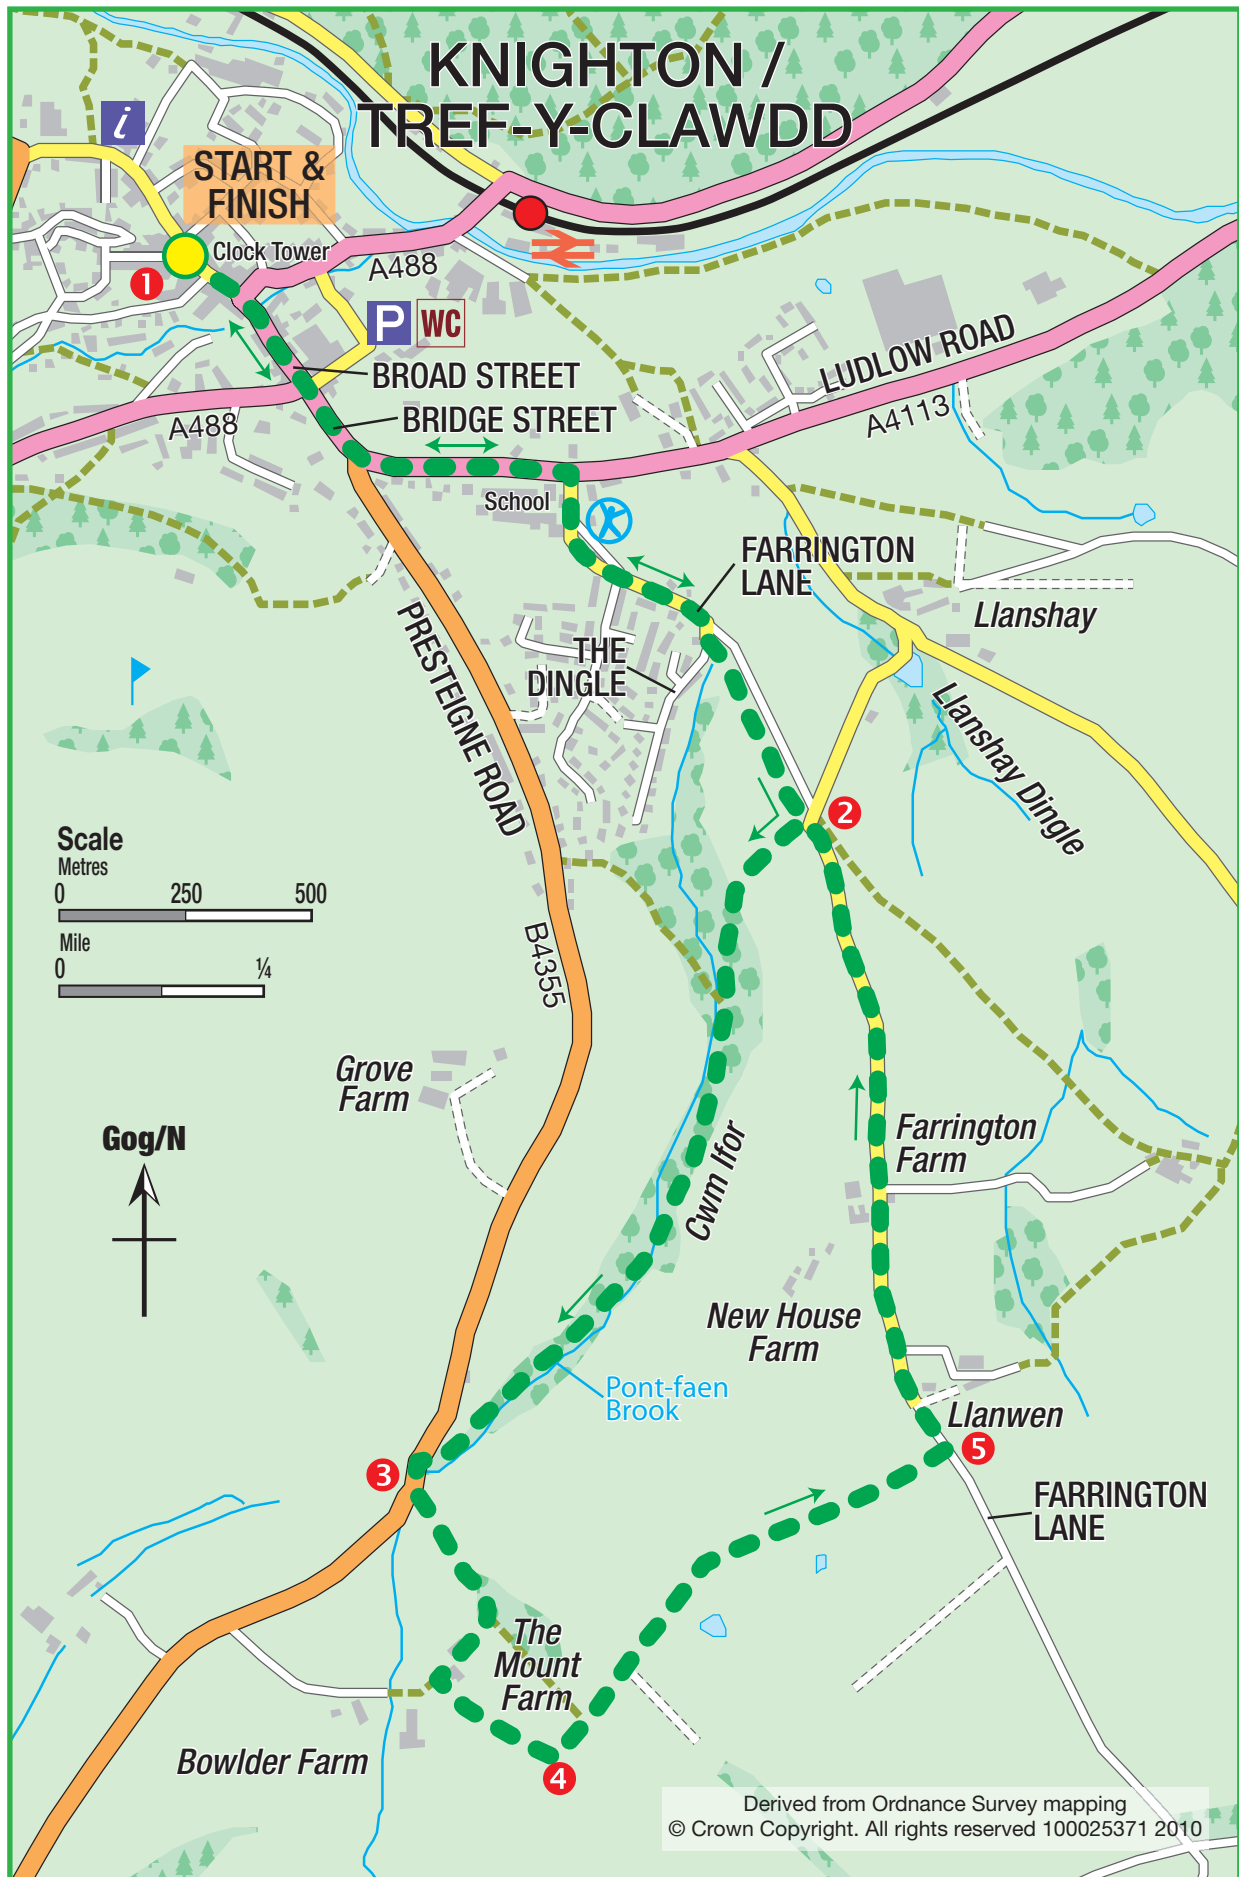 KNIGHTON /
TREF-Y-CLAWDD
i
START &
FINISH
Clock Tower
1
A488
P
WC
BROAD STREET
BRIDGE STREET
A488
LUDLOW ROAD
A4113
School
FARRINGTON
LANE
Llanshay
THE
DINGLE
PRESTEIGNE ROAD
Llanshay Dingle
2
Scale
Metres
0 250 500
Mile
0 ¼
B4355
Grove
Farm
Gog/N
Farrington
Farm
Cwm Ifor
New House
Farm
Pont-faen
Brook
Llanwen
5
3
FARRINGTON
LANE
The
Mount
Farm
Bowlder Farm
4
Derived from Ordnance Survey mapping
© Crown Copyright. All rights reserved 100025371 2010